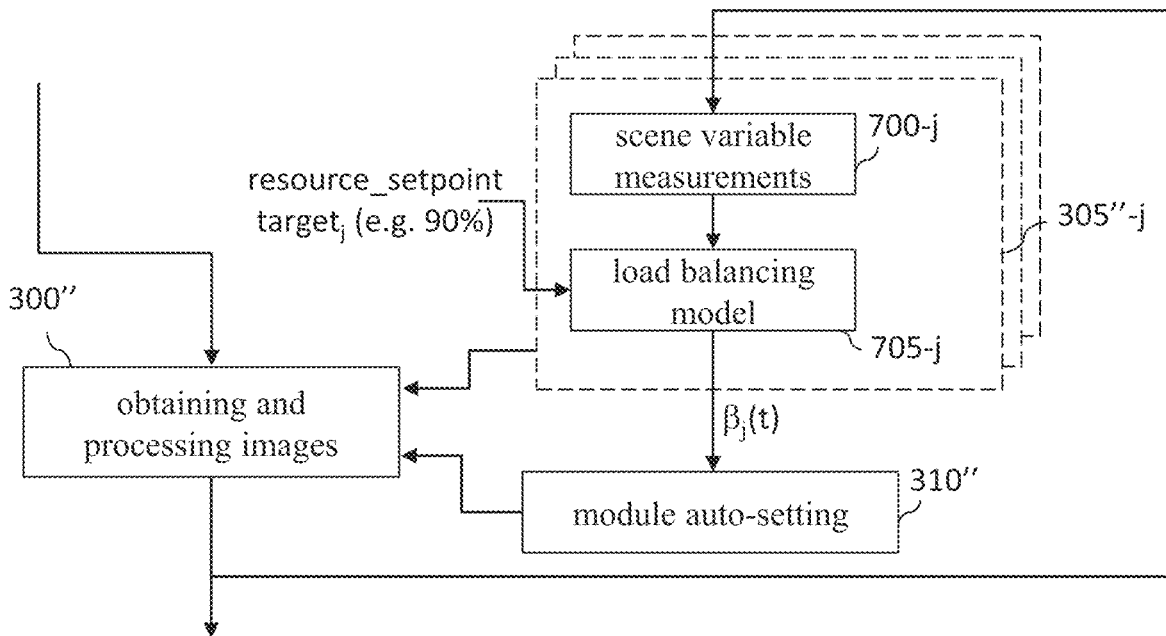 scene variable
measurements
700-j
resource_setpoint
targetⱼ (e.g. 90%)
305''-j
load balancing
model
705-j
300''
obtaining and
processing images
βⱼ(t)
310''
module auto-setting